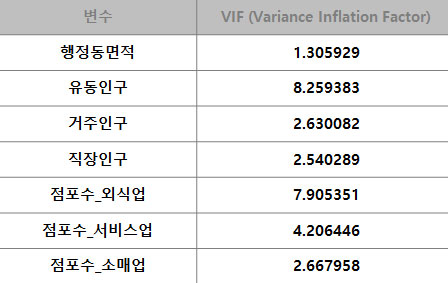 변수 VIF (Variance Inflation Factor)
행정동면적 1.305929
유동인구 8.259383
거주인구 2.630082
직장인구 2.540289
점포수_외식업 7.905351
점포수_서비스업 4.206446
점포수_소매업 2.667958